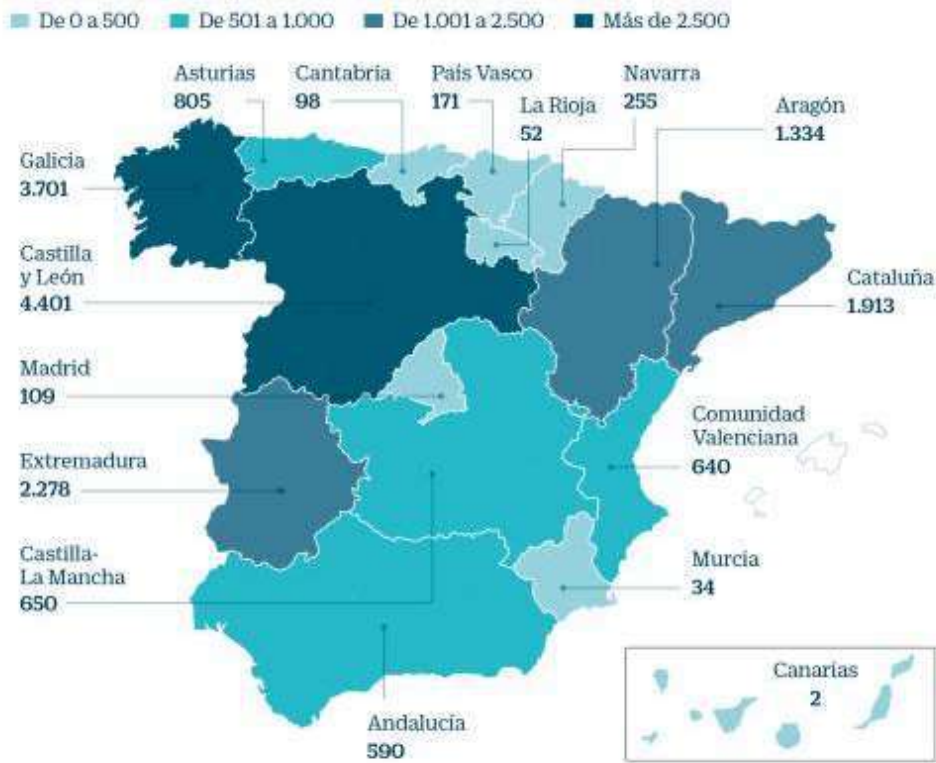 De 0 a 500 De 501 a 1.000 De 1.001 a 2.500 Más de 2.500
Asturias
805
Cantabria
98
País Vasco
171
La Rioja
52
Navarra
255
Aragón
1.334
Galicia
3.701
Castilla
y León
4.401
Cataluña
1.913
Madrid
109
Comunidad
Valenciana
640
Extremadura
2.278
Castilla-
La Mancha
650
Murcia
34
Canarias
2
Andalucía
590